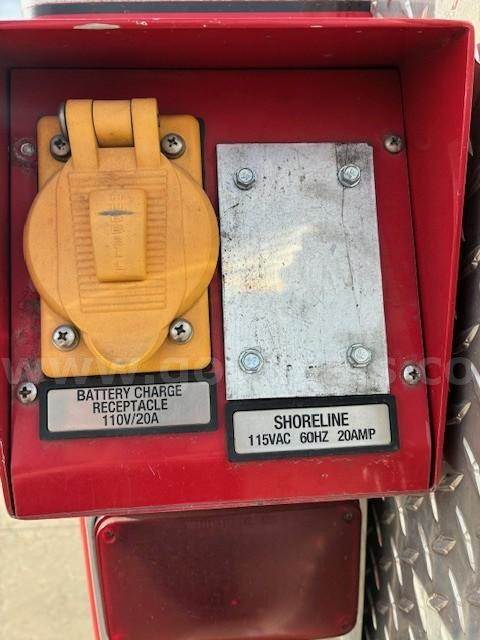 BATTERY CHARGE
RECEPTACLE
110V/20A
SHORELINE
115VAC 60HZ 20AMP